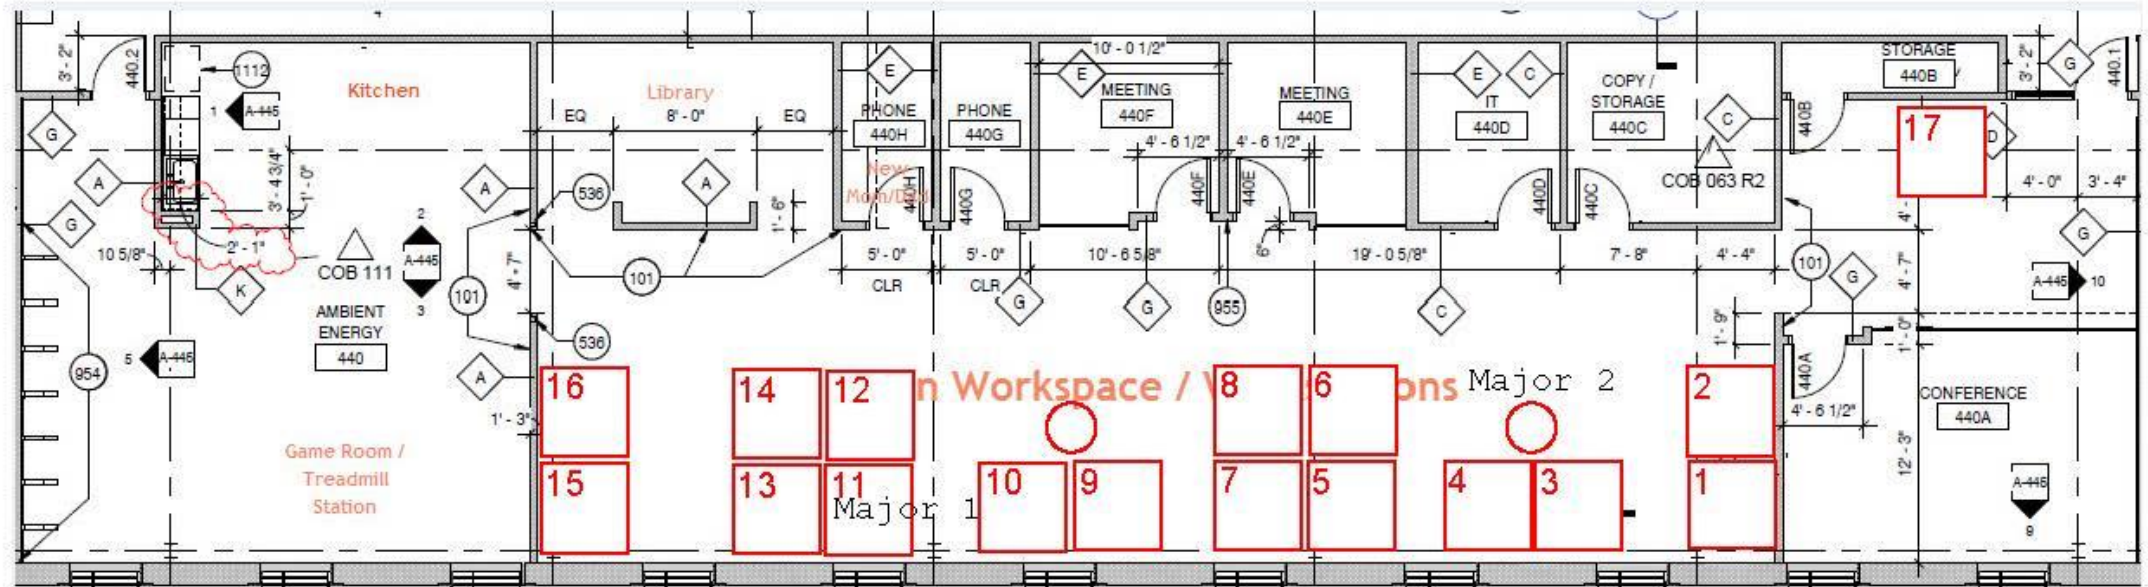 3' - 2"
440.2
1112
1
A-445
Kitchen
G
A
G
3' - 4 3/4"
1' - 0"
2' - 1"
10 5/8"
K
COB 111
2
A-445
3
AMBIENT
ENERGY
440
5
A-445
954
Game Room /
Treadmill
Station
A
101
4' - 7"
A
1' - 3"
536
536
Library
EQ
8' - 0"
EQ
A
1' - 6"
101
E
PHONE
440H
New
Mom/Dad
440H
5' - 0"
CLR
PHONE
440G
440G
5' - 0"
CLR
G
10' - 0 1/2"
E
MEETING
440F
4' - 6 1/2"
440F
10' - 6 5/8"
G
MEETING
440E
4' - 6 1/2"
440E
6"
955
19' - 0 5/8"
C
E
C
IT
440D
440D
COPY /
STORAGE
440C
C
COB 063 R2
440C
7' - 8"
4' - 4"
STORAGE
440B
440B
3' - 2"
G
440.1
17
D
4' - 0"
3' - 4"
4' -
G
101
G
4' - 7"
A-445
10
1' - 9"
1' - 0"
440A
4' - 6 1/2"
CONFERENCE
440A
12' - 3"
A-445
9
n Workspace /
ons
Major 2
16
14
12
8
6
2
15
13
11
Major 1
10
9
7
5
4
3
1